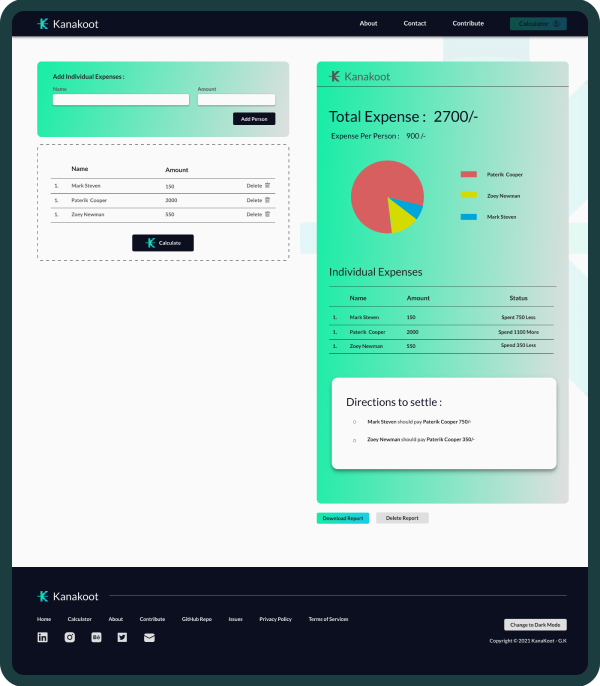 Kanakoot
About
Contact
Contribute
Calculator
Add Individual Expenses :
Name
Amount
Add Person
Name Amount
1. Mark Steven 150 Delete
1. Paterik Cooper 2000 Delete
1. Zoey Newman 550 Delete
Calculate
Kanakoot
Total Expense : 2700/-
Expense Per Person : 900 /-
Paterik Cooper
Zoey Newman
Mark Steven
Individual Expenses
Name Amount Status
1. Mark Steven 150 Spent 750 Less
1. Paterik Cooper 2000 Spend 1100 More
1. Zoey Newman 550 Spend 350 Less
Directions to settle :
Mark Steven should pay Paterik Cooper 750/-
Zoey Newman should pay Paterik Cooper 350/-
Download Report
Delete Report
Kanakoot
Home
Calculator
About
Contribute
GitHub Repo
Issues
Privacy Policy
Terms of Services
Change to Dark Mode
Copyright © 2021 KanaKoot - G.K